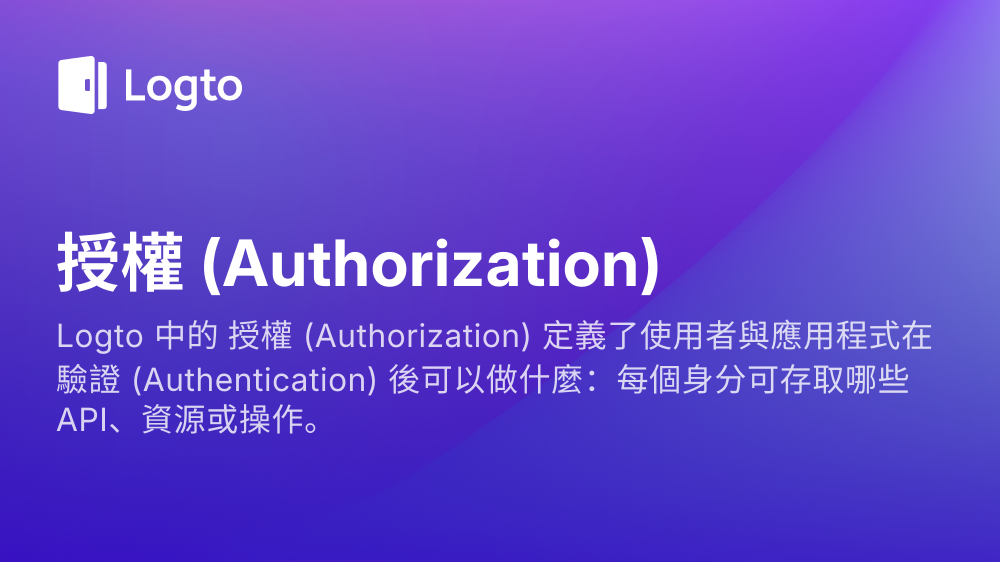 Logto
授權 (Authorization)
Logto 中的 授權 (Authorization) 定義了使用者與應用程式在
驗證 (Authentication) 後可以做什麼：每個身分可存取哪些
API、資源或操作。